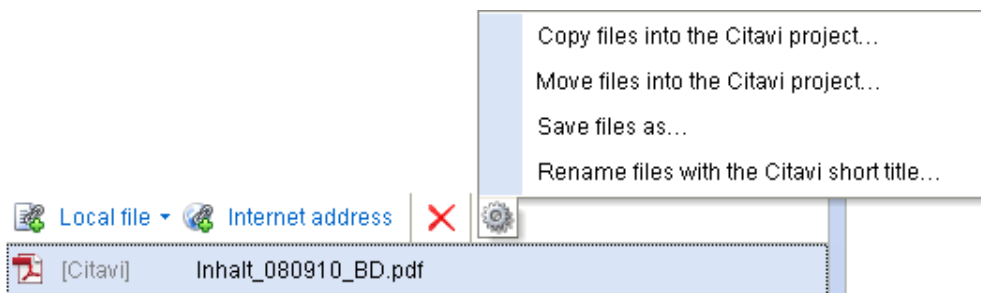 Copy files into the Citavi project...
Move files into the Citavi project...
Save files as...
Rename files with the Citavi short title...
Local file Internet address
[Citavi] Inhalt_080910_BD.pdf